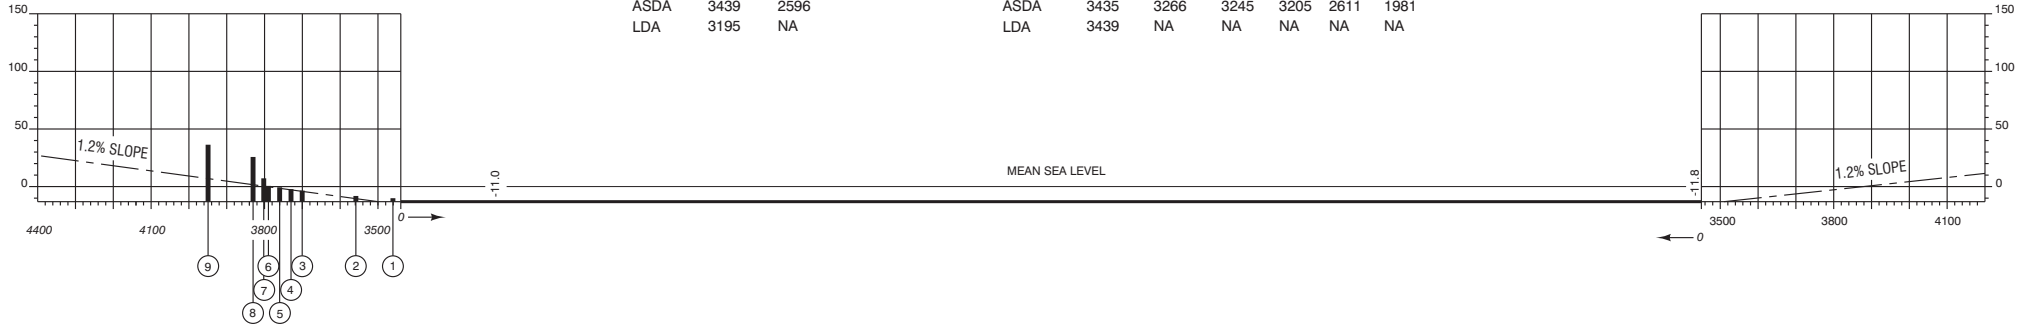 ASDA 3439 2596 ASDA 3435 3266 3245 3205 2611 1981
LDA 3195 NA LDA 3439 NA NA NA NA NA
150 150
100 100
50 50
1.2% SLOPE MEAN SEA LEVEL 1.2% SLOPE
0 -11.0 -11.8 0
0
4400 4100 3800 3500 3500 3800 4100
0
9 6 3 2 1
7 4
8 5